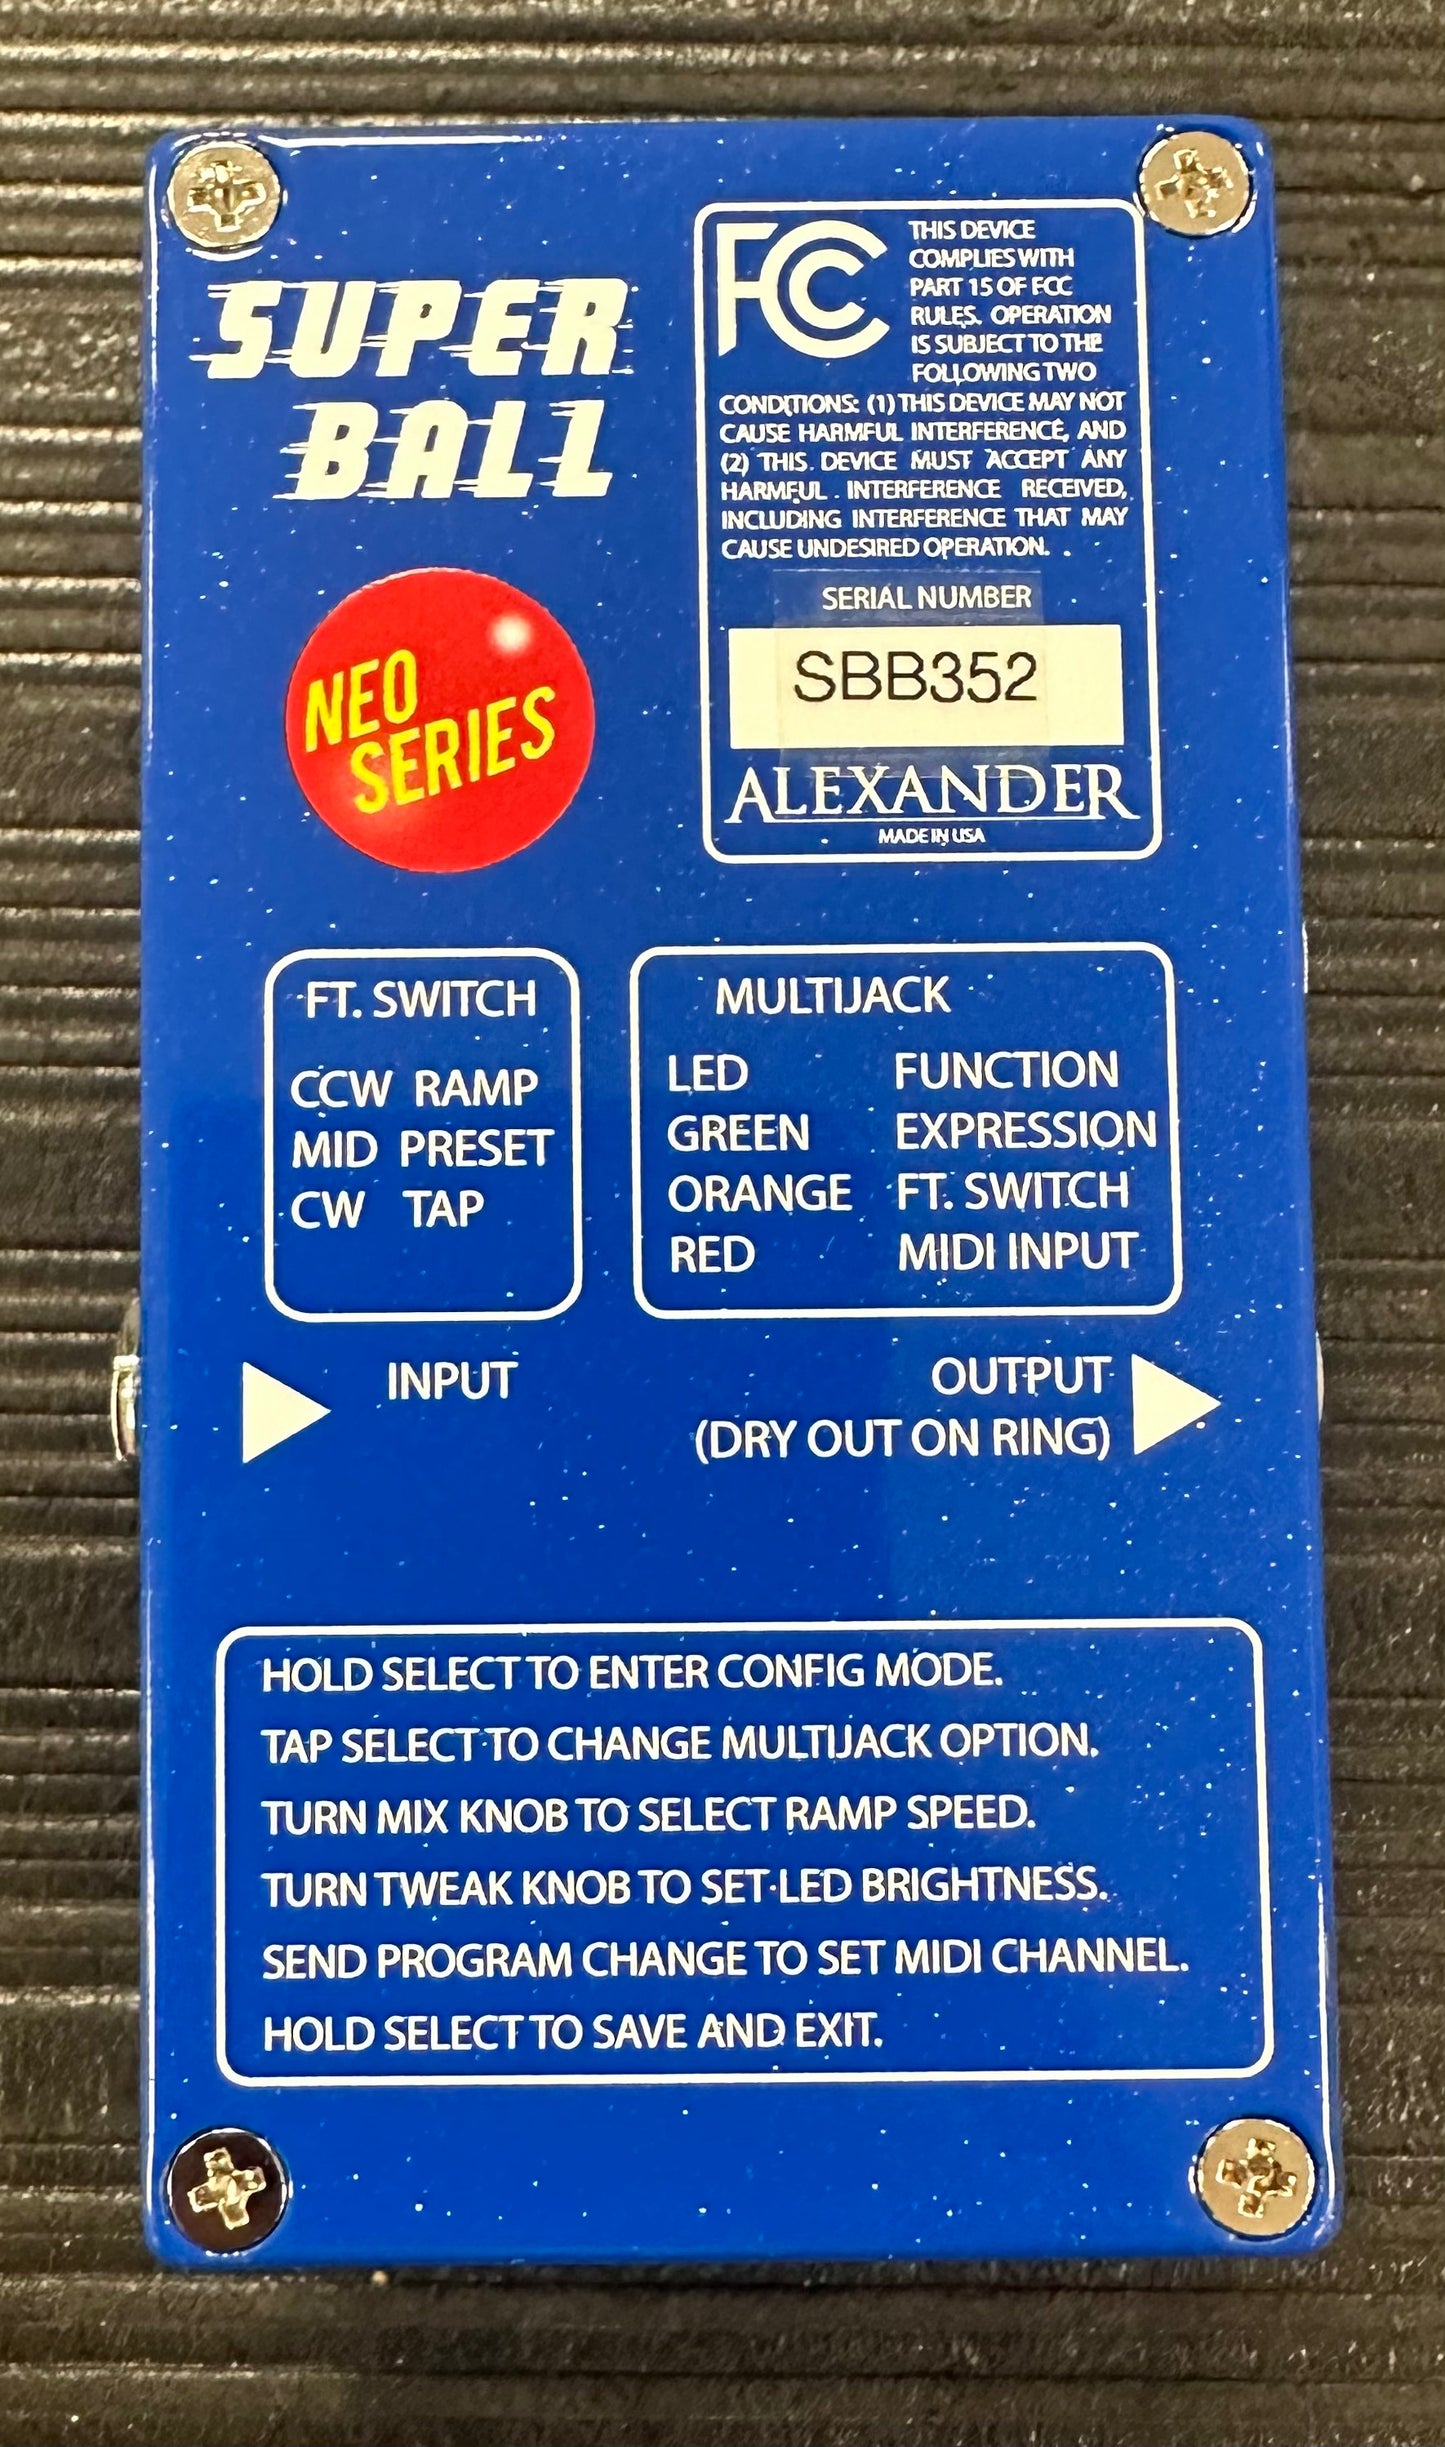 SUPER
BALL
NEO
SERIES
FC
THIS DEVICE
COMPLIES WITH
PART 15 OF FCC
RULES. OPERATION
IS SUBJECT TO THE
FOLLOWING TWO
CONDITIONS: (1) THIS DEVICE MAY NOT
CAUSE HARMFUL INTERFERENCE, AND
(2) THIS DEVICE MUST ACCEPT ANY
HARMFUL INTERFERENCE RECEIVED,
INCLUDING INTERFERENCE THAT MAY
CAUSE UNDESIRED OPERATION.
SERIAL NUMBER
SBB352
ALEXANDER
MADE IN USA
FT. SWITCH
CCW RAMP
MID PRESET
CW TAP
MULTIJACK
LED FUNCTION
GREEN EXPRESSION
ORANGE FT. SWITCH
RED MIDI INPUT
INPUT
OUTPUT
(DRY OUT ON RING)
HOLD SELECT TO ENTER CONFIG MODE.
TAP SELECT TO CHANGE MULTIJACK OPTION.
TURN MIX KNOB TO SELECT RAMP SPEED.
TURN TWEAK KNOB TO SET LED BRIGHTNESS.
SEND PROGRAM CHANGE TO SET MIDI CHANNEL.
HOLD SELECT TO SAVE AND EXIT.